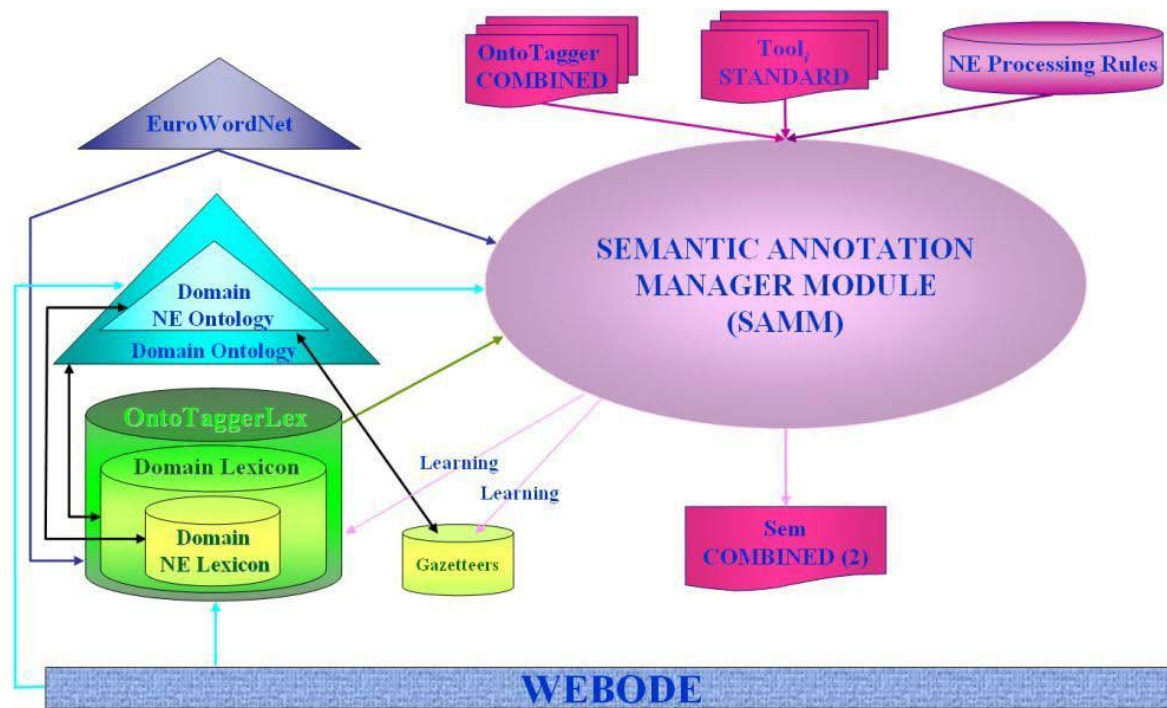 OntoTagger
COMBINED
Tooli
STANDARD
NE Processing Rules
EuroWordNet
SEMANTIC ANNOTATION
MANAGER MODULE
(SAMM)
Domain
NE Ontology
Domain Ontology
OntoTaggerLex
Domain Lexicon
Domain
NE Lexicon
Learning
Learning
Gazetteers
Sem
COMBINED (2)
WEBODE